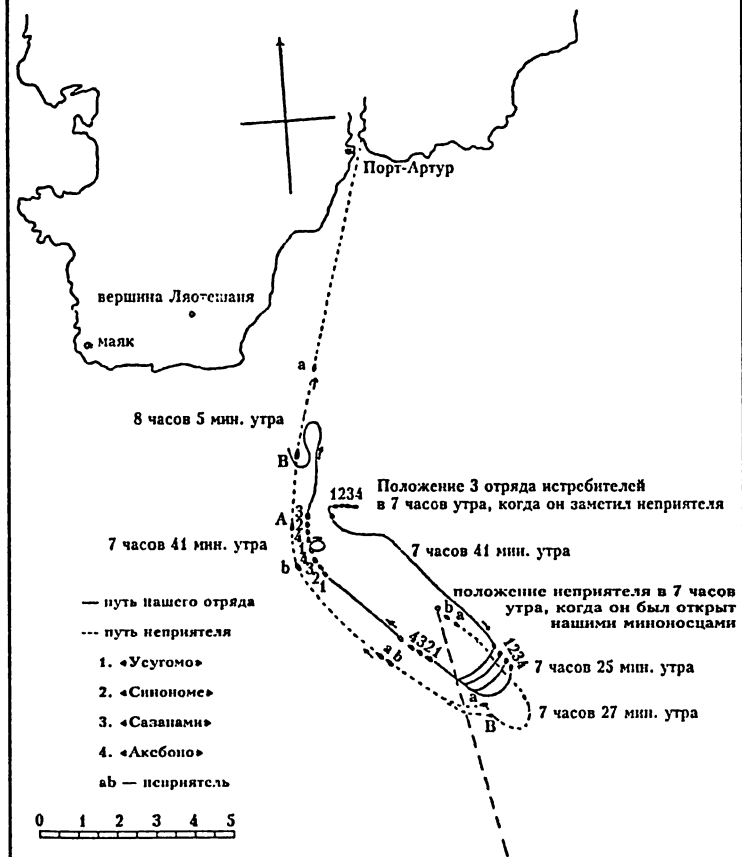 Порт-Артур
вершина Ляотешаня
маяк
a
8 часов 5 мин. утра
B
1234
Положение 3 отряда истребителей
в 7 часов утра, когда он заметил неприятеля
A
3
2
4
1
7 часов 41 мин. утра
7 часов 41 мин. утра
b
4
3
2
1
положение неприятеля в 7 часов
утра, когда он был открыт
нашими миноносцами
b a
— путь нашего отряда
--- путь неприятеля
4321
1234
a b
7 часов 25 мин. утра
1. «Усугомо»
2. «Синономе»
3. «Сазанами»
4. «Акебоно»
ab — неприятель
a
B
7 часов 27 мин. утра
0 1 2 3 4 5